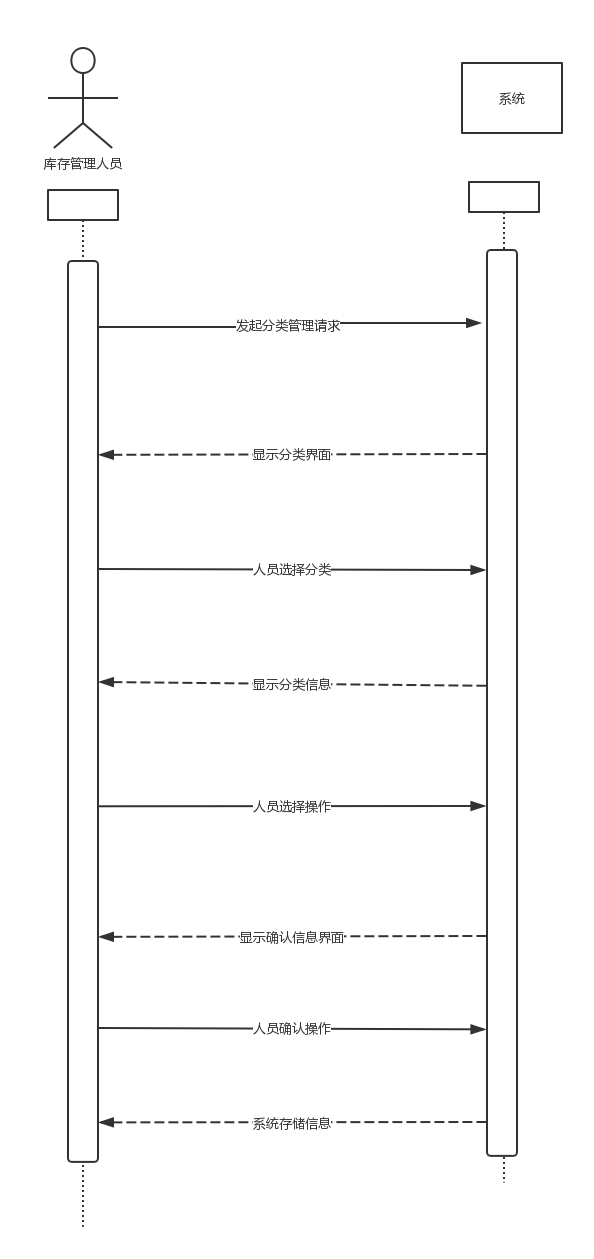 系统
库存管理人员
发起分类管理请求
显示分类界面
人员选择分类
显示分类信息
人员选择操作
显示确认信息界面
人员确认操作
系统存储信息